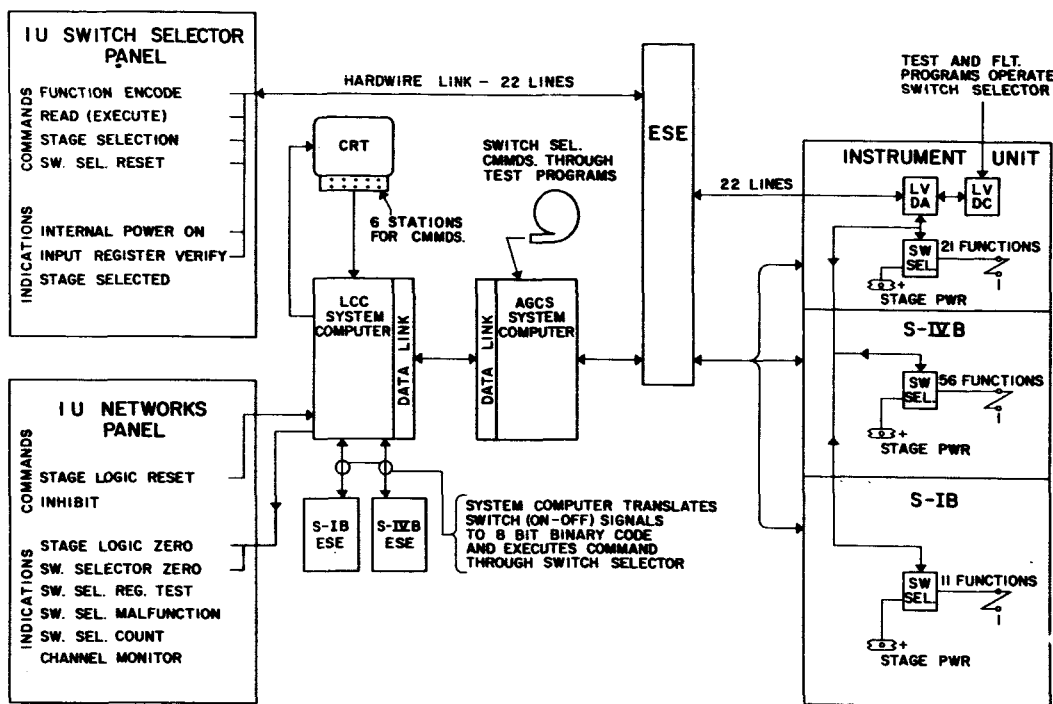 IU SWITCH SELECTOR
PANEL
COMMANDS
FUNCTION ENCODE
READ (EXECUTE)
STAGE SELECTION
SW. SEL. RESET
INDICATIONS
INTERNAL POWER ON
INPUT REGISTER VERIFY
STAGE SELECTED
IU NETWORKS
PANEL
COMMANDS
STAGE LOGIC RESET
INHIBIT
INDICATIONS
STAGE LOGIC ZERO
SW. SELECTOR ZERO
SW. SEL. REG. TEST
SW. SEL. MALFUNCTION
SW. SEL. COUNT
CHANNEL MONITOR
HARDWIRE LINK - 22 LINES
CRT
6 STATIONS
FOR CMMDS.
LCC
SYSTEM
COMPUTER
DATA LINK
S-IB
ESE
S-IVB
ESE
SWITCH SEL.
CMMDS. THROUGH
TEST PROGRAMS
DATA LINK
AGCS
SYSTEM
COMPUTER
SYSTEM COMPUTER TRANSLATES
SWITCH (ON-OFF) SIGNALS
TO 8 BIT BINARY CODE
AND EXECUTES COMMAND
THROUGH SWITCH SELECTOR
ESE
22 LINES
TEST AND FLT.
PROGRAMS OPERATE
SWITCH SELECTOR
INSTRUMENT UNIT
LV
DA
LV
DC
SW
SEL.
21 FUNCTIONS
+
STAGE PWR
S-IVB
SW
SEL.
56 FUNCTIONS
+
STAGE PWR
S-IB
SW
SEL.
11 FUNCTIONS
+
STAGE PWR